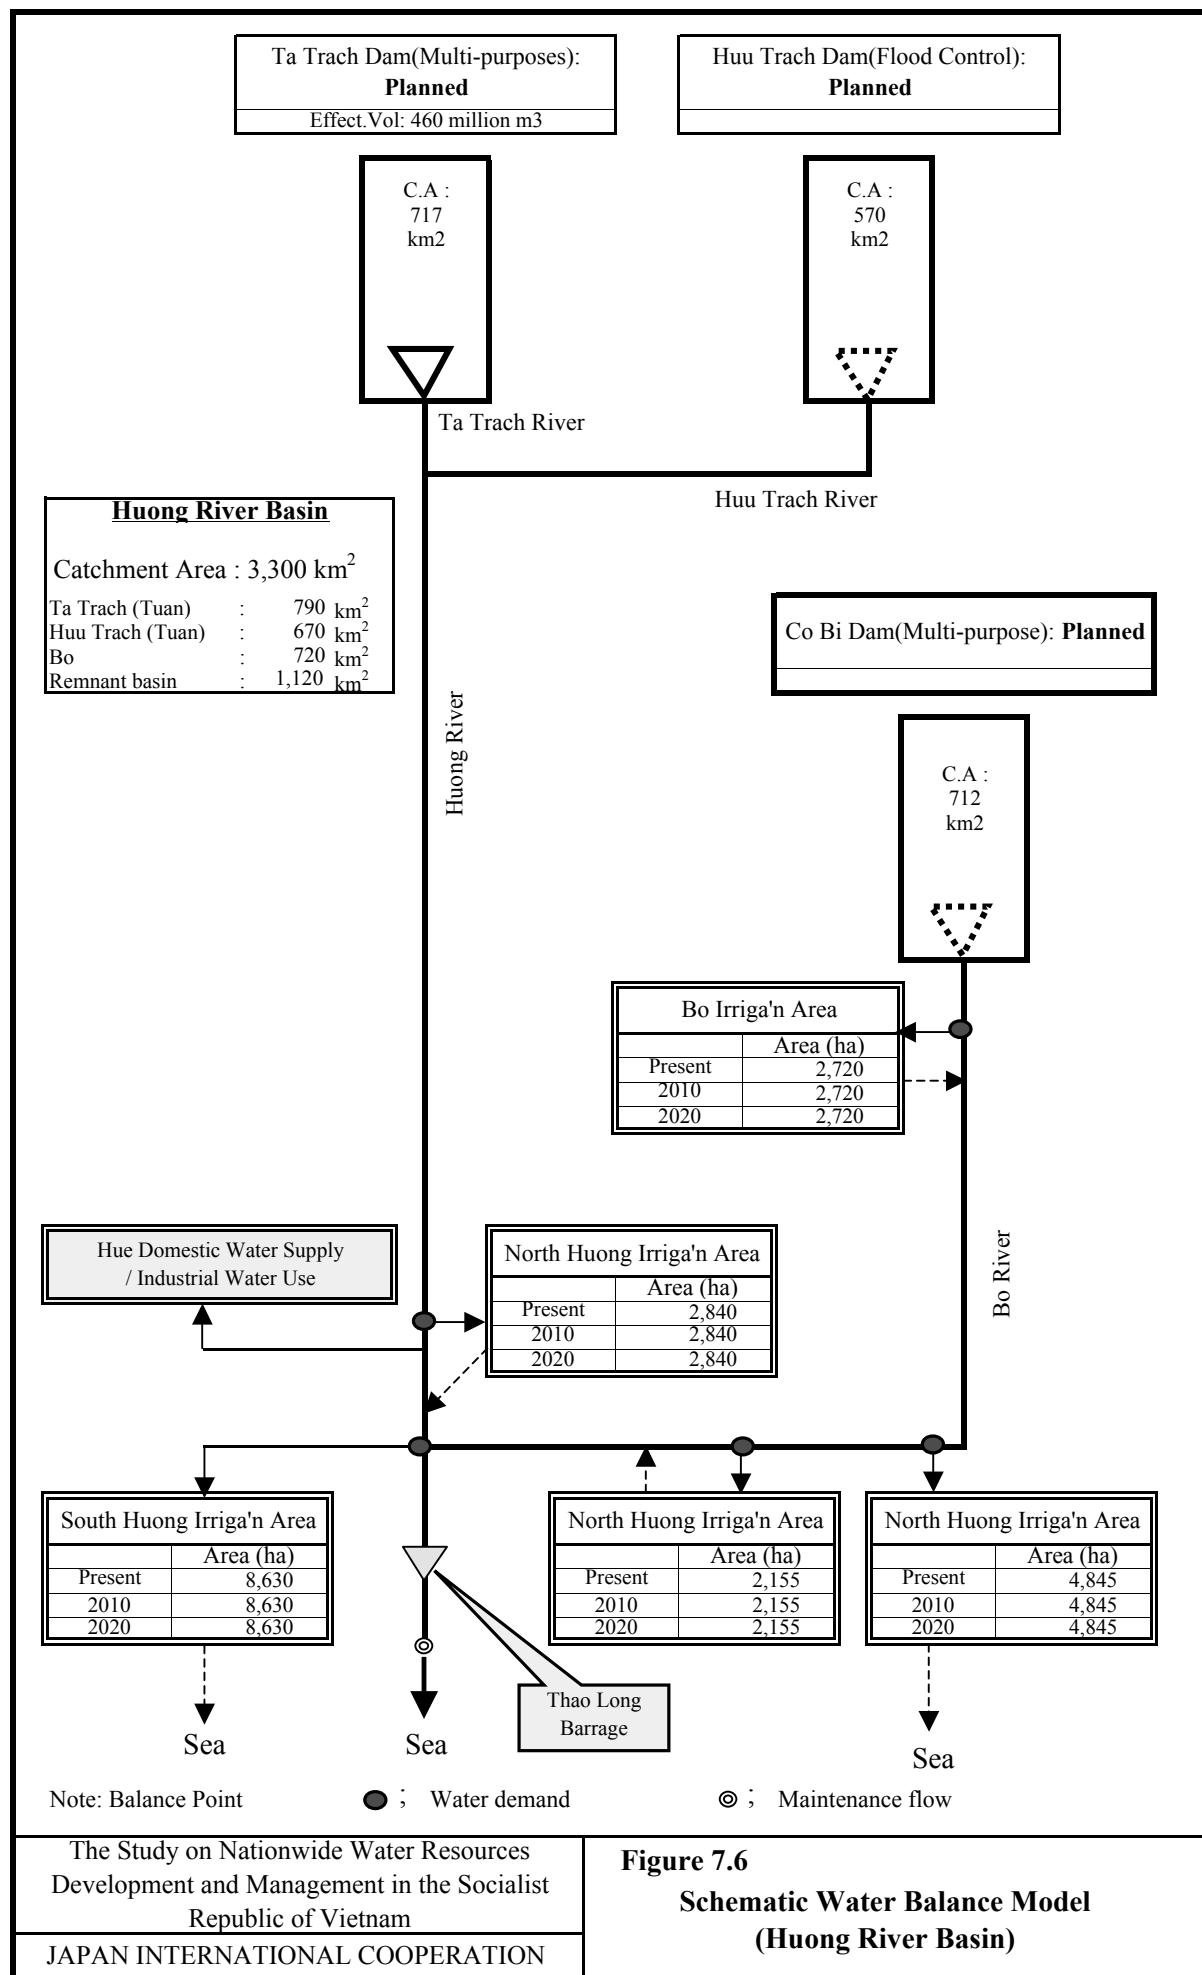 Ta Trach Dam(Multi-purposes):
Planned
Effect.Vol: 460 million m3
Huu Trach Dam(Flood Control):
Planned
C.A :
717
km2
C.A :
570
km2
Ta Trach River
Huu Trach River
Huong River Basin
Catchment Area : 3,300 km2
Ta Trach (Tuan) : 790 km2
Huu Trach (Tuan) : 670 km2
Bo : 720 km2
Remnant basin : 1,120 km2
Co Bi Dam(Multi-purpose): Planned
Huong River
C.A :
712
km2
Bo Irriga'n Area
Area (ha)
Present 2,720
2010 2,720
2020 2,720
Bo River
Hue Domestic Water Supply
/ Industrial Water Use
North Huong Irriga'n Area
Area (ha)
Present 2,840
2010 2,840
2020 2,840
South Huong Irriga'n Area
Area (ha)
Present 8,630
2010 8,630
2020 8,630
North Huong Irriga'n Area
Area (ha)
Present 2,155
2010 2,155
2020 2,155
North Huong Irriga'n Area
Area (ha)
Present 4,845
2010 4,845
2020 4,845
Thao Long
Barrage
Sea
Sea
Sea
Note: Balance Point ; Water demand ; Maintenance flow
The Study on Nationwide Water Resources
Development and Management in the Socialist
Republic of Vietnam
JAPAN INTERNATIONAL COOPERATION
Figure 7.6
Schematic Water Balance Model
(Huong River Basin)